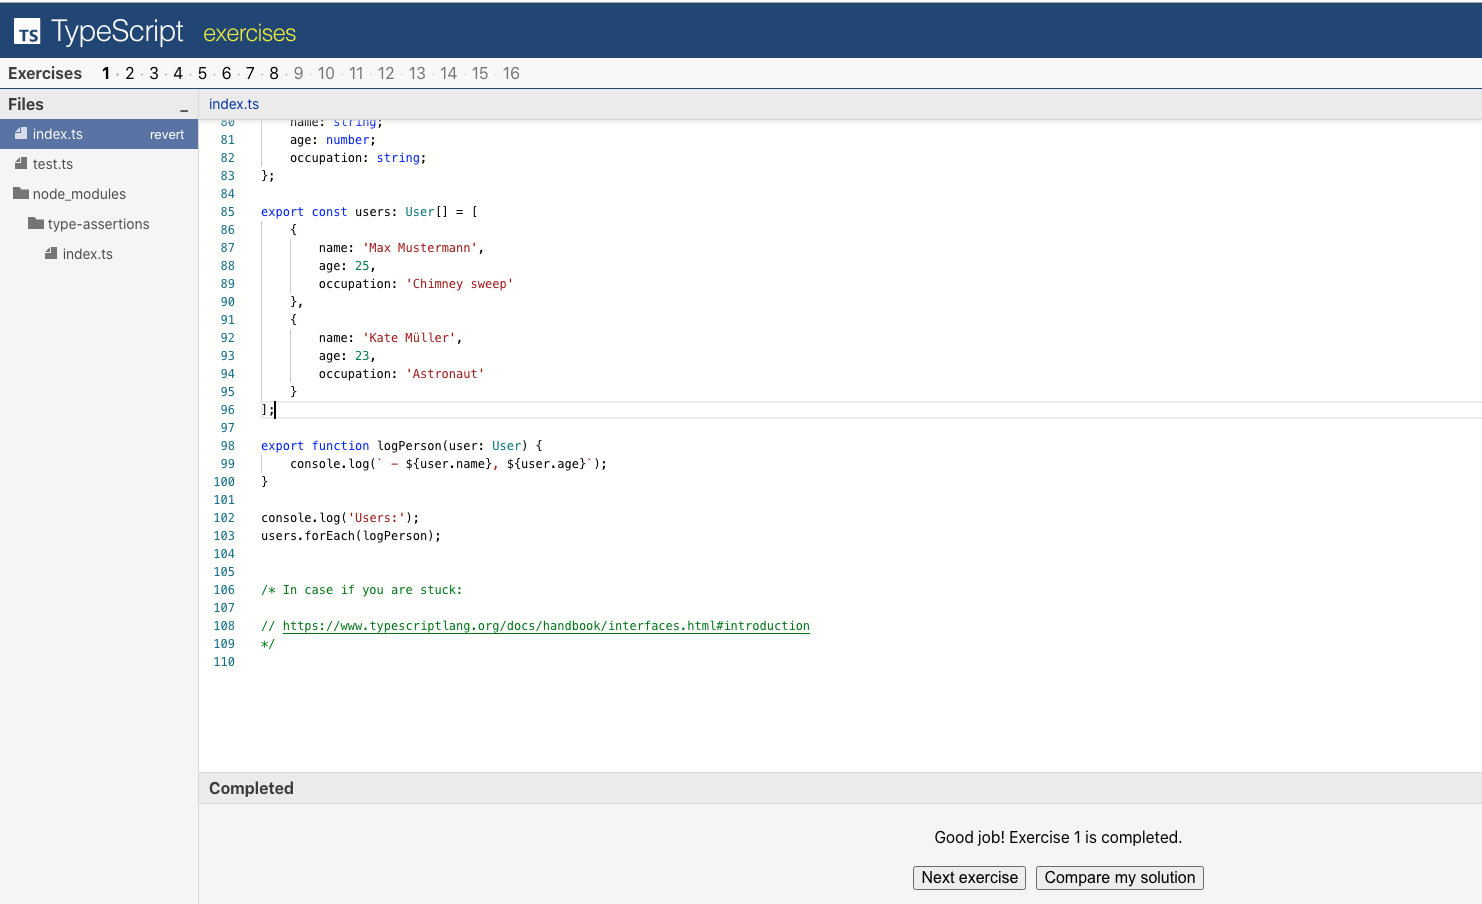 TS TypeScript exercises
Exercises 1 · 2 · 3 · 4 · 5 · 6 · 7 · 8 · 9 · 10 · 11 · 12 · 13 · 14 · 15 · 16
Files _
index.ts revert
test.ts
node_modules
type-assertions
index.ts
index.ts
80 name: string;
81 age: number;
82 occupation: string;
83 };
84
85 export const users: User[] = [
86 {
87 name: 'Max Mustermann',
88 age: 25,
89 occupation: 'Chimney sweep'
90 },
91 {
92 name: 'Kate Müller',
93 age: 23,
94 occupation: 'Astronaut'
95 }
96 ];
97
98 export function logPerson(user: User) {
99 console.log(` - ${user.name}, ${user.age}`);
100 }
101
102 console.log('Users:');
103 users.forEach(logPerson);
104
105
106 /* In case if you are stuck:
107
108 // https://www.typescriptlang.org/docs/handbook/interfaces.html#introduction
109 */
110
Completed
Good job! Exercise 1 is completed.
Next exercise Compare my solution